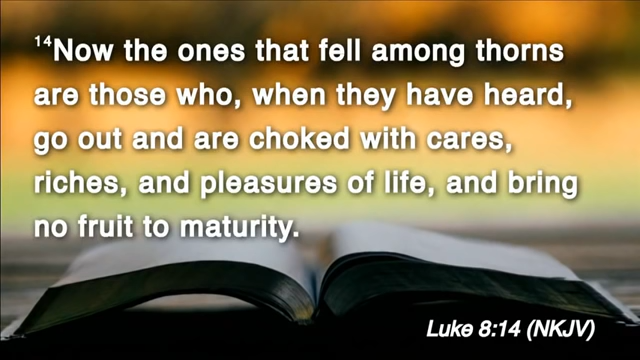 14Now the ones that fell among thorns
are those who, when they have heard,
go out and are choked with cares,
riches, and pleasures of life, and bring
no fruit to maturity.
Luke 8:14 (NKJV)